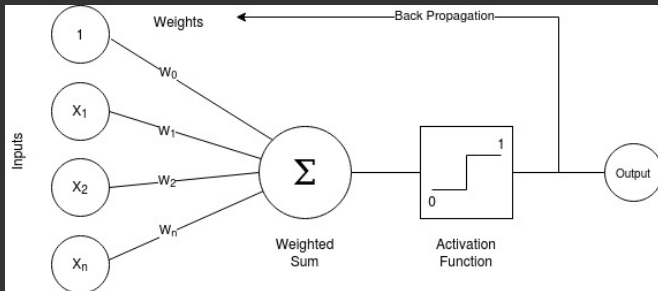 1
Weights
Back Propagation
W0
Inputs
X1
W1
X2
W2
Wn
Xn
Σ
Weighted
Sum
0
1
Activation
Function
Output